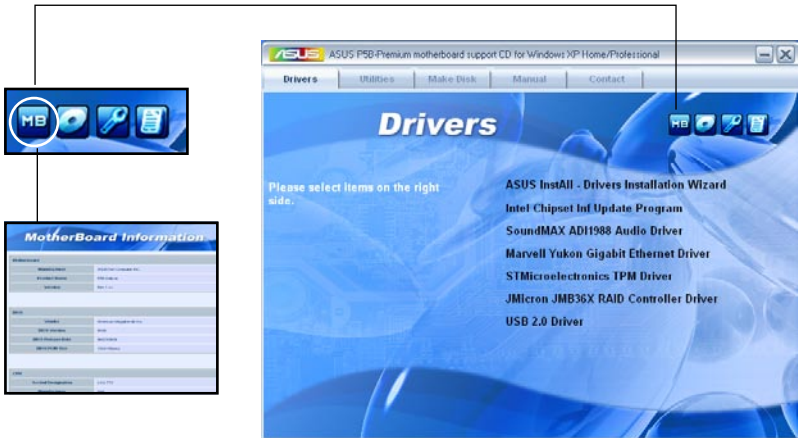 ASUS P5B-Premium motherboard support CD for Windows XP Home/Professional
Drivers
Utilities
Make Disk
Manual
Contact
MB
Drivers
MB
Please select items on the right
side.
ASUS InstAll - Drivers Installation Wizard
Intel Chipset Inf Update Program
SoundMAX ADI1988 Audio Driver
Marvell Yukon Gigabit Ethernet Driver
STMicroelectronics TPM Driver
JMicron JMB36X RAID Controller Driver
USB 2.0 Driver
MotherBoard Information